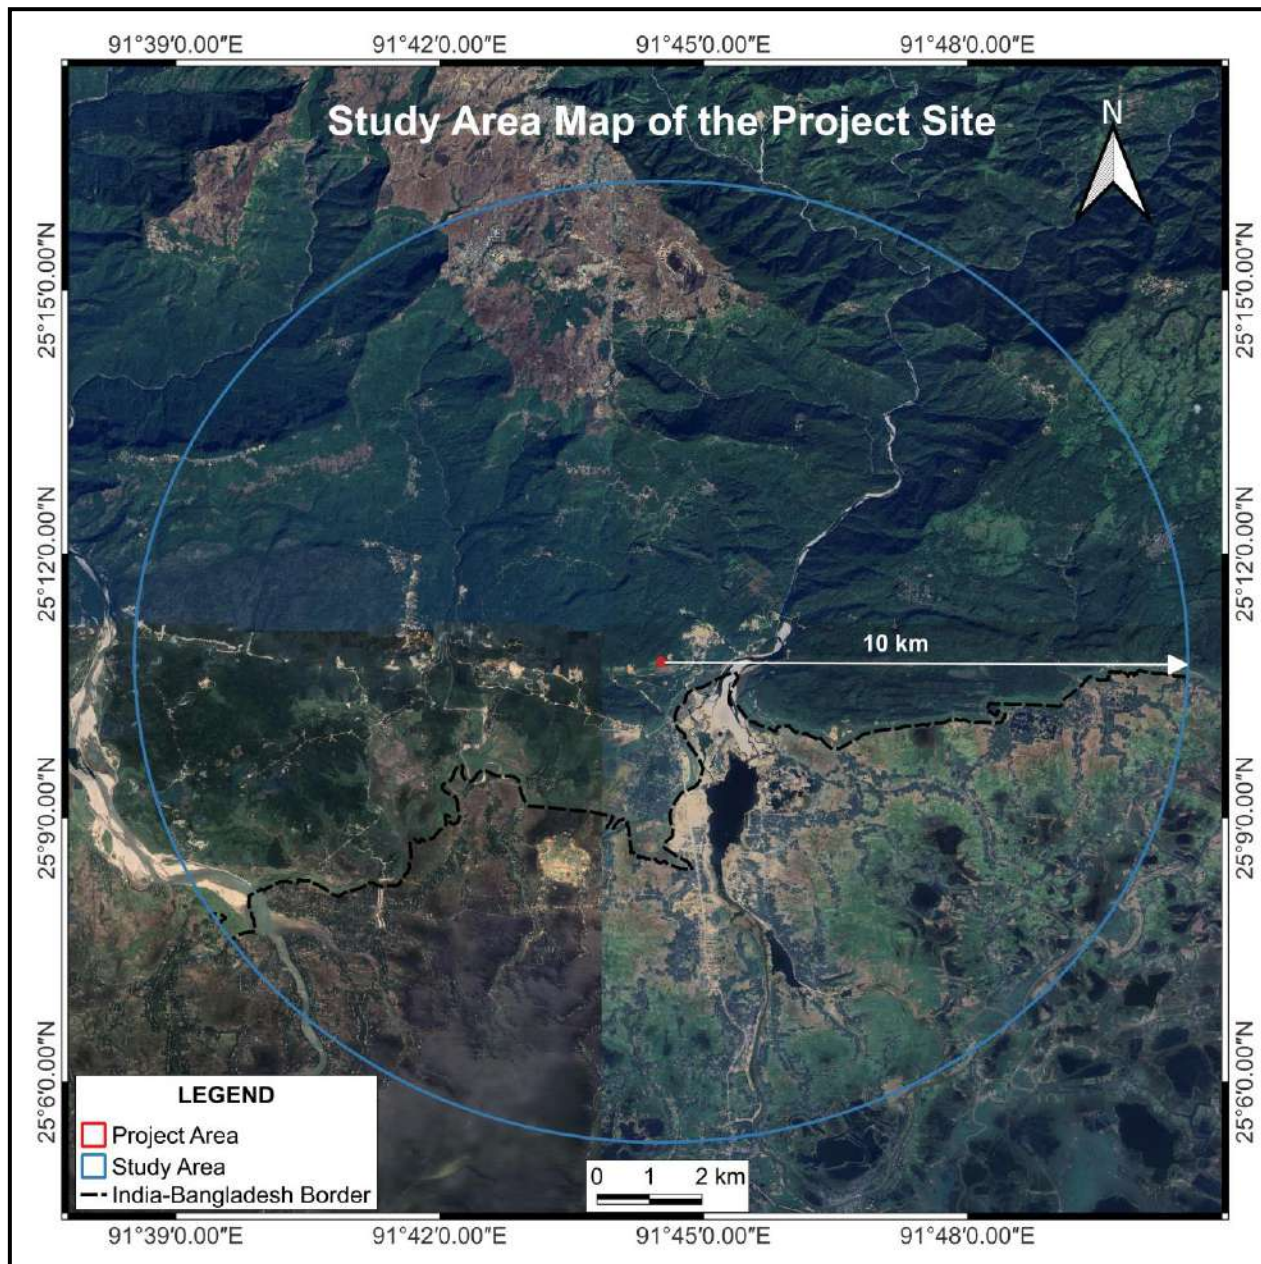 91°39'0.00"E 91°42'0.00"E 91°45'0.00"E 91°48'0.00"E
Study Area Map of the Project Site
N
25°15'0.00"N
25°15'0.00"N
25°12'0.00"N
25°12'0.00"N
10 km
25°9'0.00"N
25°9'0.00"N
25°6'0.00"N
25°6'0.00"N
LEGEND
Project Area
Study Area
India-Bangladesh Border
0 1 2 km
91°39'0.00"E 91°42'0.00"E 91°45'0.00"E 91°48'0.00"E